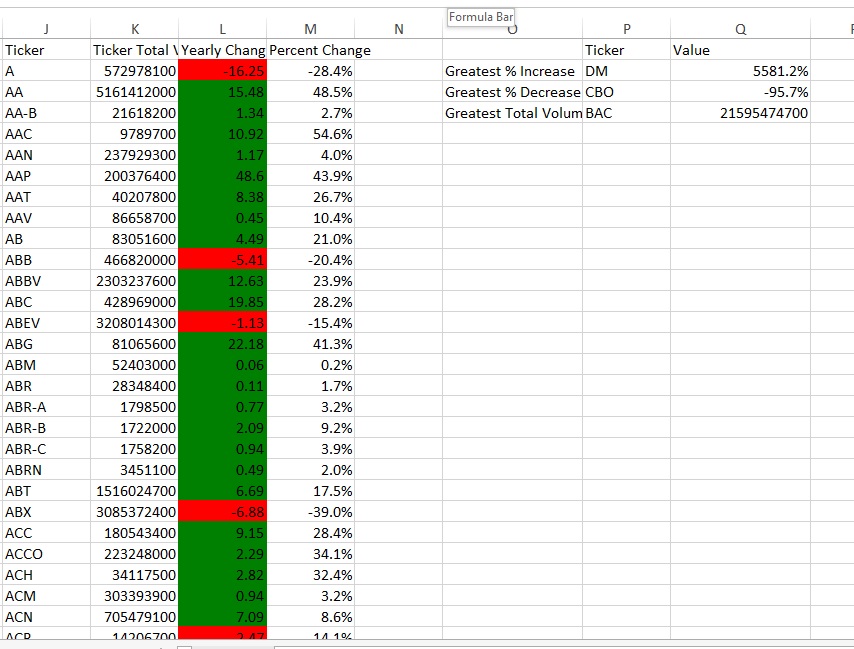 Formula Bar
J K L M N O P Q
Ticker Ticker Total Yearly Chang Percent Change Ticker Value
A 572978100 -16.25 -28.4% Greatest % Increase DM 5581.2%
AA 5161412000 15.48 48.5% Greatest % Decrease CBO -95.7%
AA-B 21618200 1.34 2.7% Greatest Total Volum BAC 21595474700
AAC 9789700 10.92 54.6%
AAN 237929300 1.17 4.0%
AAP 200376400 48.6 43.9%
AAT 40207800 8.38 26.7%
AAV 86658700 0.45 10.4%
AB 83051600 4.49 21.0%
ABB 466820000 -5.41 -20.4%
ABBV 2303237600 12.63 23.9%
ABC 428969000 19.85 28.2%
ABEV 3208014300 -1.13 -15.4%
ABG 81065600 22.18 41.3%
ABM 52403000 0.06 0.2%
ABR 28348400 0.11 1.7%
ABR-A 1798500 0.77 3.2%
ABR-B 1722000 2.09 9.2%
ABR-C 1758200 0.94 3.9%
ABRN 3451100 0.49 2.0%
ABT 1516024700 6.69 17.5%
ABX 3085372400 -6.88 -39.0%
ACC 180543400 9.15 28.4%
ACCO 223248000 2.29 34.1%
ACH 34117500 2.82 32.4%
ACM 303393900 0.94 3.2%
ACN 705479100 7.09 8.6%
14206700